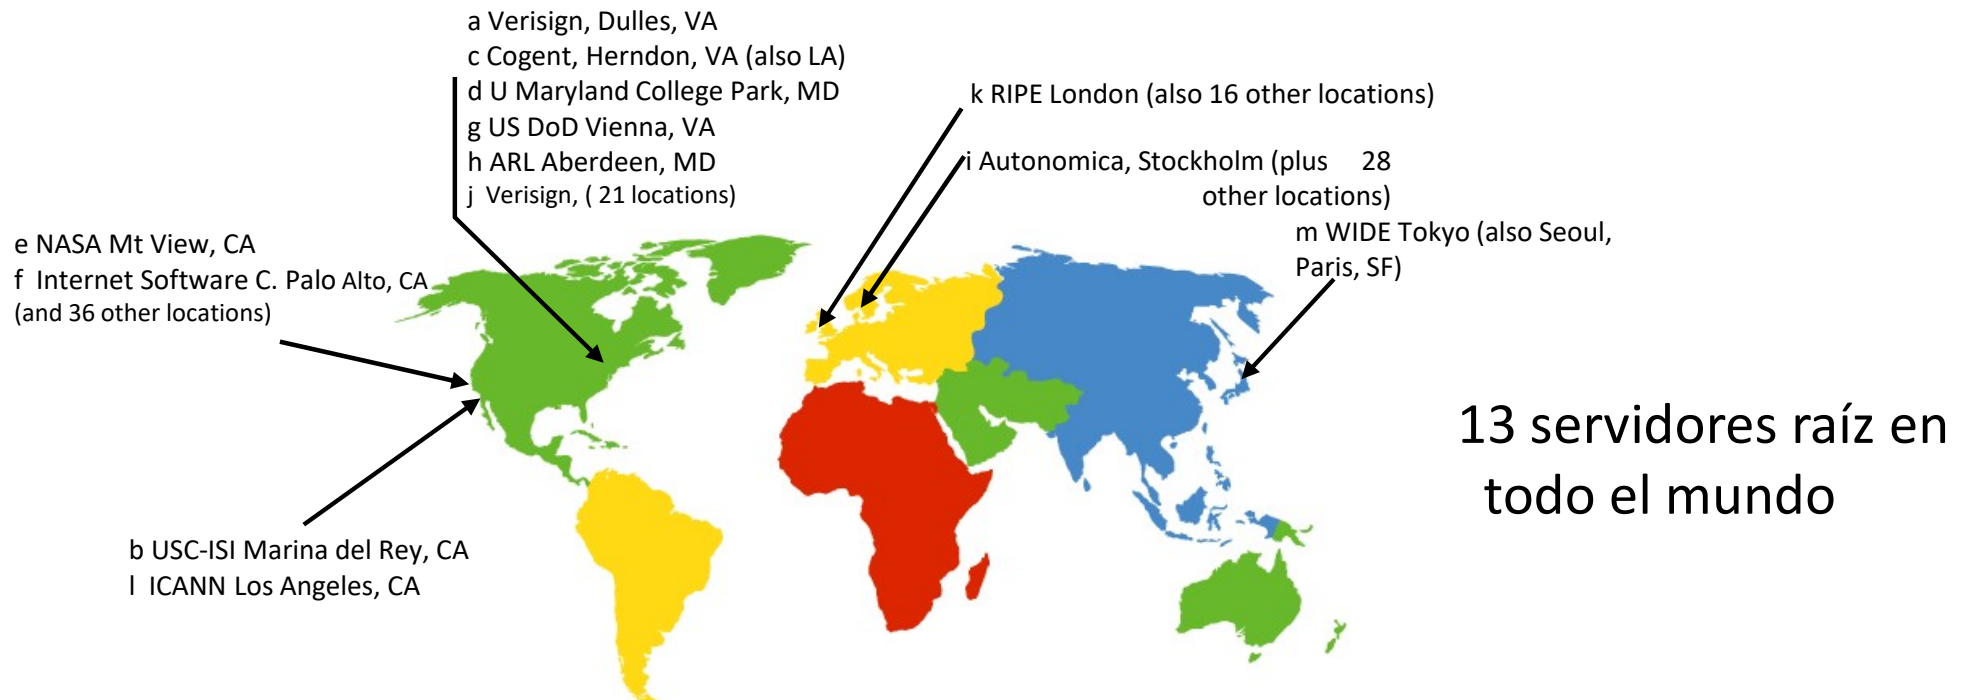 a Verisign, Dulles, VA
c Cogent, Herndon, VA (also LA)
d U Maryland College Park, MD
g US DoD Vienna, VA
h ARL Aberdeen, MD
j Verisign, ( 21 locations)
k RIPE London (also 16 other locations)
i Autonomica, Stockholm (plus 28
other locations)
m WIDE Tokyo (also Seoul,
Paris, SF)
e NASA Mt View, CA
f Internet Software C. Palo Alto, CA
(and 36 other locations)
13 servidores raíz en
todo el mundo
b USC-ISI Marina del Rey, CA
l ICANN Los Angeles, CA